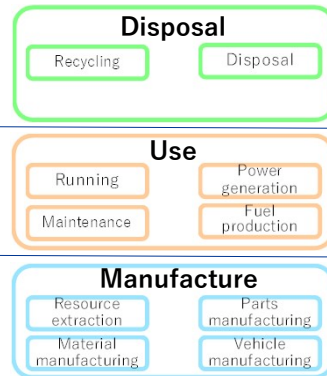 Disposal
Recycling
Disposal
Use
Running
Power
generation
Maintenance
Fuel
production
Manufacture
Resource
extraction
Parts
manufacturing
Material
manufacturing
Vehicle
manufacturing